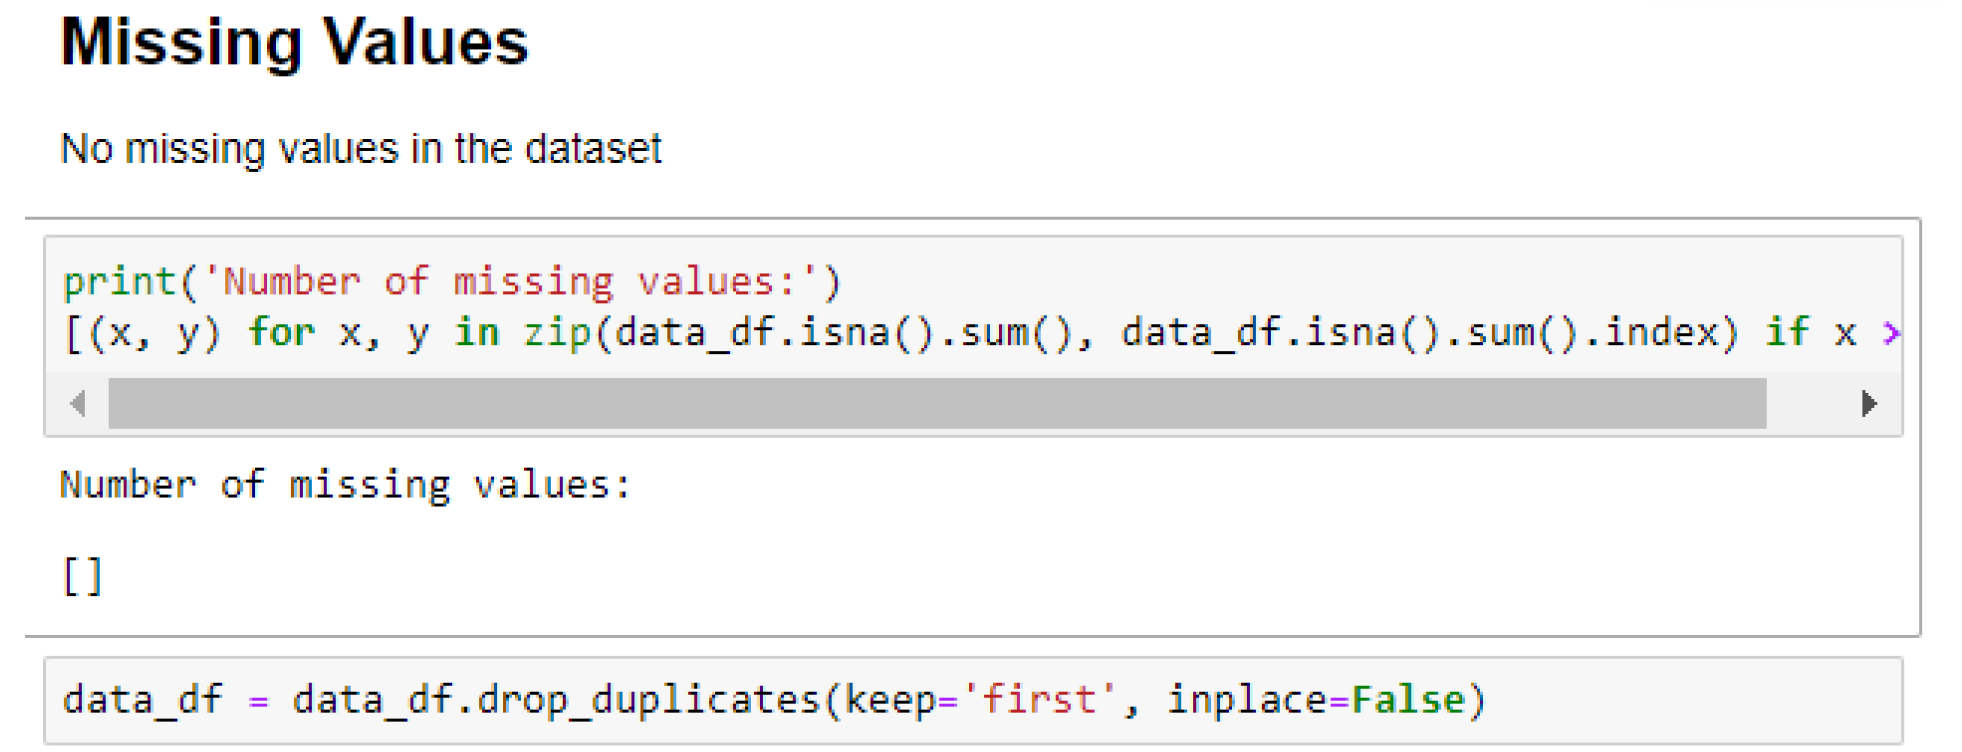 Missing Values
No missing values in the dataset
print('Number of missing values:')
[(x, y) for x, y in zip(data_df.isna().sum(), data_df.isna().sum().index) if x >
Number of missing values:
[]
data_df = data_df.drop_duplicates(keep='first', inplace=False)